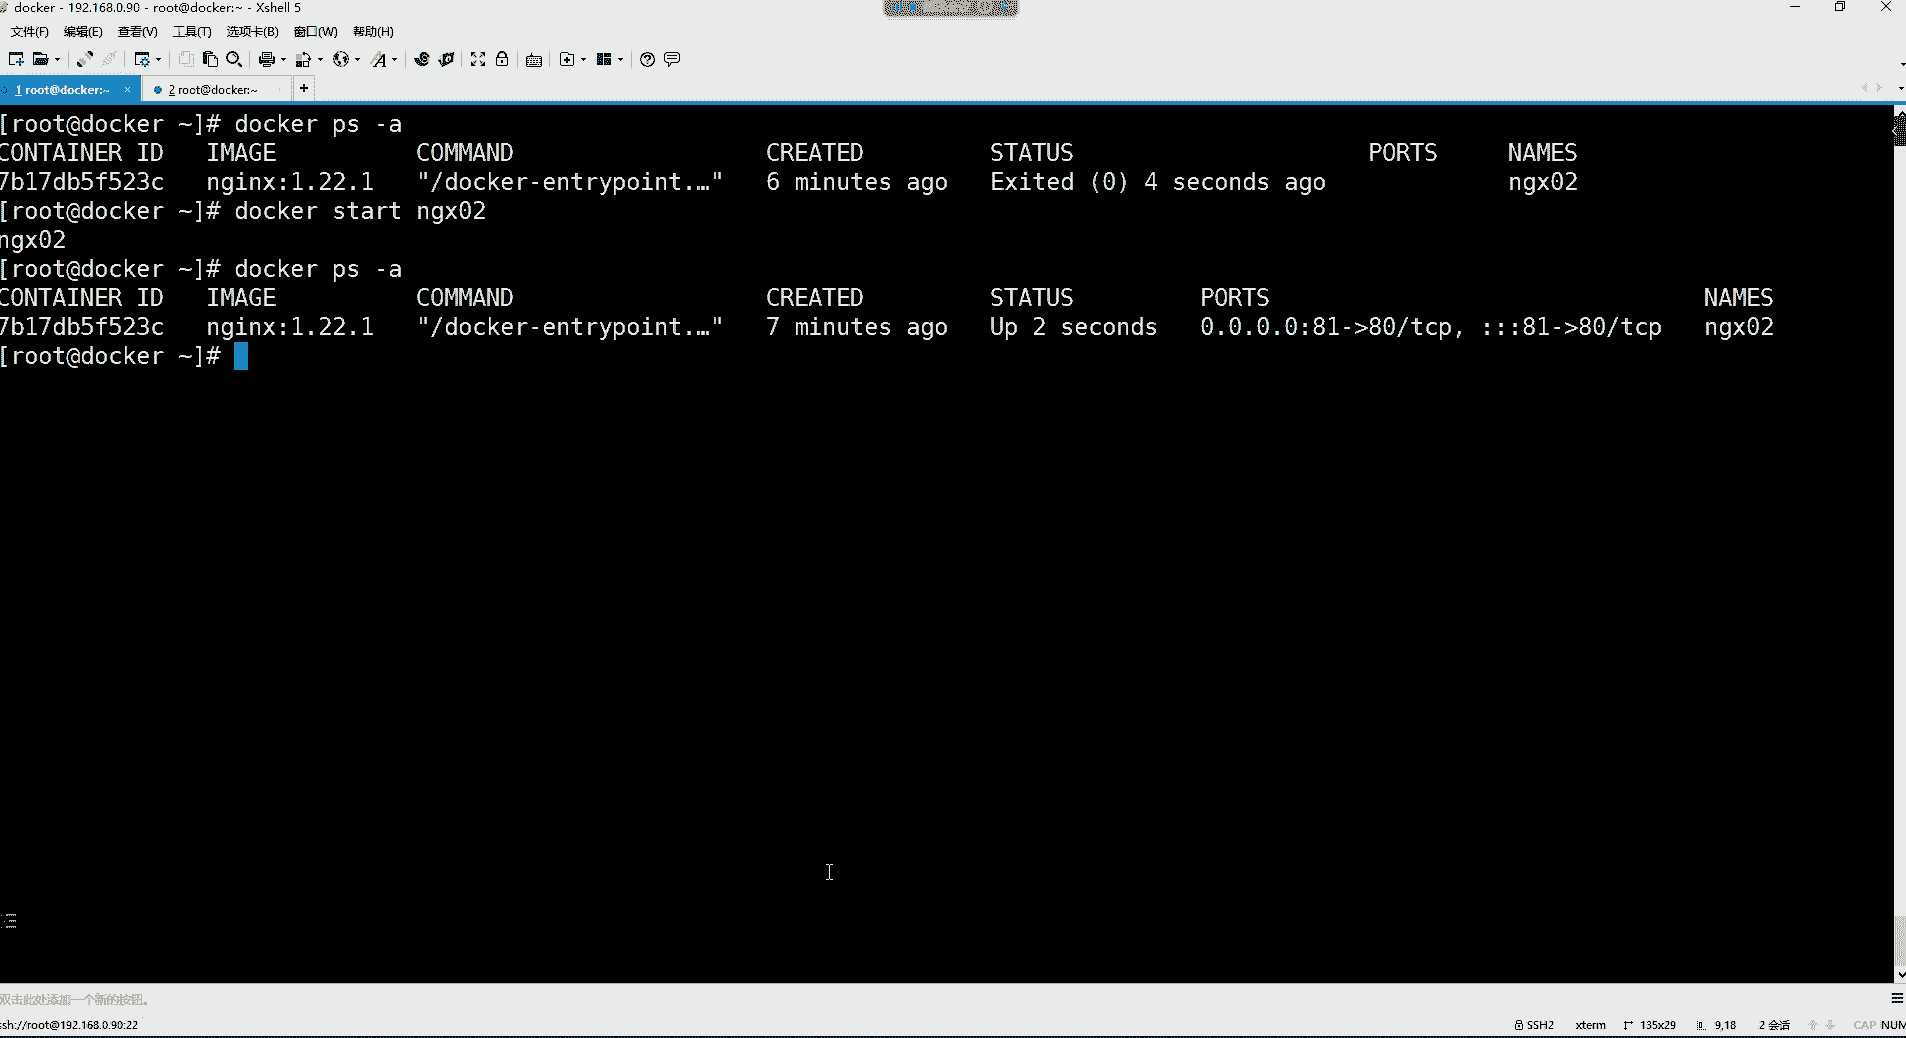 docker - 192.168.0.90 - root@docker:~ - Xshell 5
文件(F) 编辑(E) 查看(V) 工具(T) 选项卡(B) 窗口(W) 帮助(H)
1 root@docker:~ × 2 root@docker:~ +
[root@docker ~]# docker ps -a
CONTAINER ID IMAGE COMMAND CREATED STATUS PORTS NAMES
7b17db5f523c nginx:1.22.1 "/docker-entrypoint.…" 6 minutes ago Exited (0) 4 seconds ago ngx02
[root@docker ~]# docker start ngx02
ngx02
[root@docker ~]# docker ps -a
CONTAINER ID IMAGE COMMAND CREATED STATUS PORTS NAMES
7b17db5f523c nginx:1.22.1 "/docker-entrypoint.…" 7 minutes ago Up 2 seconds 0.0.0.0:81->80/tcp, :::81->80/tcp ngx02
[root@docker ~]#
双击此处添加一个新的按钮。
ssh://root@192.168.0.90:22 SSH2 xterm 135x29 9,18 2 会话 CAP NUM